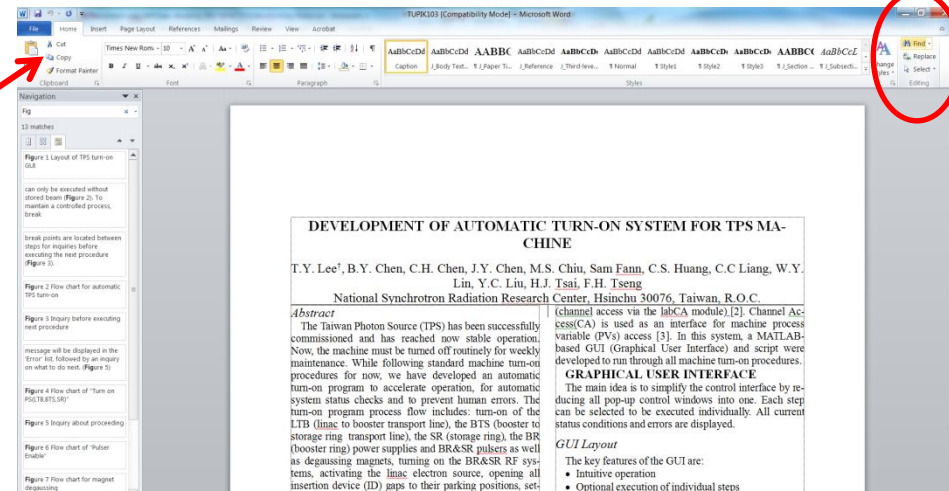 TUPIK103 [Compatibility Mode] - Microsoft Word
File Home Insert Page Layout References Mailings Review View Acrobat
Cut
Copy
Format Painter
Clipboard
Times New Rom 10
Font
Paragraph
AaBbCcDd AaBbCcDd AABBC AaBbCcDd AaBbCcD AaBbCcDd AaBbCcDd AaBbCcD AaBbCcD AABBC AaBbCcL
Caption J_Body Text... ¶ J_Paper Ti... J_Reference J_Third-leve... ¶ Normal ¶ Style1 ¶ Style2 ¶ Style3 ¶ J_Section ... ¶ J_Subsecti...
Styles
Change
Styles
Find
Replace
Select
Editing
Navigation
Fig
13 matches
Figure 1 Layout of TPS turn-on
GUI
can only be executed without
stored beam (Figure 2). To
maintain a controlled process,
break
break points are located between
steps for inquiries before
executing the next procedure
(Figure 3).
Figure 2 Flow chart for automatic
TPS turn-on
Figure 3 Inquiry before executing
next procedure
message will be displayed in the
'Error' list, followed by an inquiry
on what to do next. (Figure 5)
Figure 4 Flow chart of "Turn on
PS(LTB,BTS,SR)"
Figure 5 Inquiry about proceeding
Figure 6 Flow chart of "Pulser
Enable"
Figure 7 Flow chart for magnet
degaussing
DEVELOPMENT OF AUTOMATIC TURN-ON SYSTEM FOR TPS MA-
CHINE
T.Y. Lee†, B.Y. Chen, C.H. Chen, J.Y. Chen, M.S. Chiu, Sam Fann, C.S. Huang, C.C Liang, W.Y.
Lin, Y.C. Liu, H.J. Tsai, F.H. Tseng
National Synchrotron Radiation Research Center, Hsinchu 30076, Taiwan, R.O.C.
Abstract
The Taiwan Photon Source (TPS) has been successfully
commissioned and has reached now stable operation.
Now, the machine must be turned off routinely for weekly
maintenance. While following standard machine turn-on
procedures for now, we have developed an automatic
turn-on program to accelerate operation, for automatic
system status checks and to prevent human errors. The
turn-on program process flow includes: turn-on of the
LTB (linac to booster transport line), the BTS (booster to
storage ring transport line), the SR (storage ring), the BR
(booster ring) power supplies and BR&SR pulsers as well
as degaussing magnets, turning on the BR&SR RF sys-
tems, activating the linac electron source, opening all
insertion device (ID) gaps to their parking positions, set-
(channel access via the labCA module) [2]. Channel Ac-
cess(CA) is used as an interface for machine process
variable (PVs) access [3]. In this system, a MATLAB-
based GUI (Graphical User Interface) and script were
developed to run through all machine turn-on procedures.
GRAPHICAL USER INTERFACE
The main idea is to simplify the control interface by re-
ducing all pop-up control windows into one. Each step
can be selected to be executed individually. All current
status conditions and errors are displayed.
GUI Layout
The key features of the GUI are:
• Intuitive operation
• Optional execution of individual steps